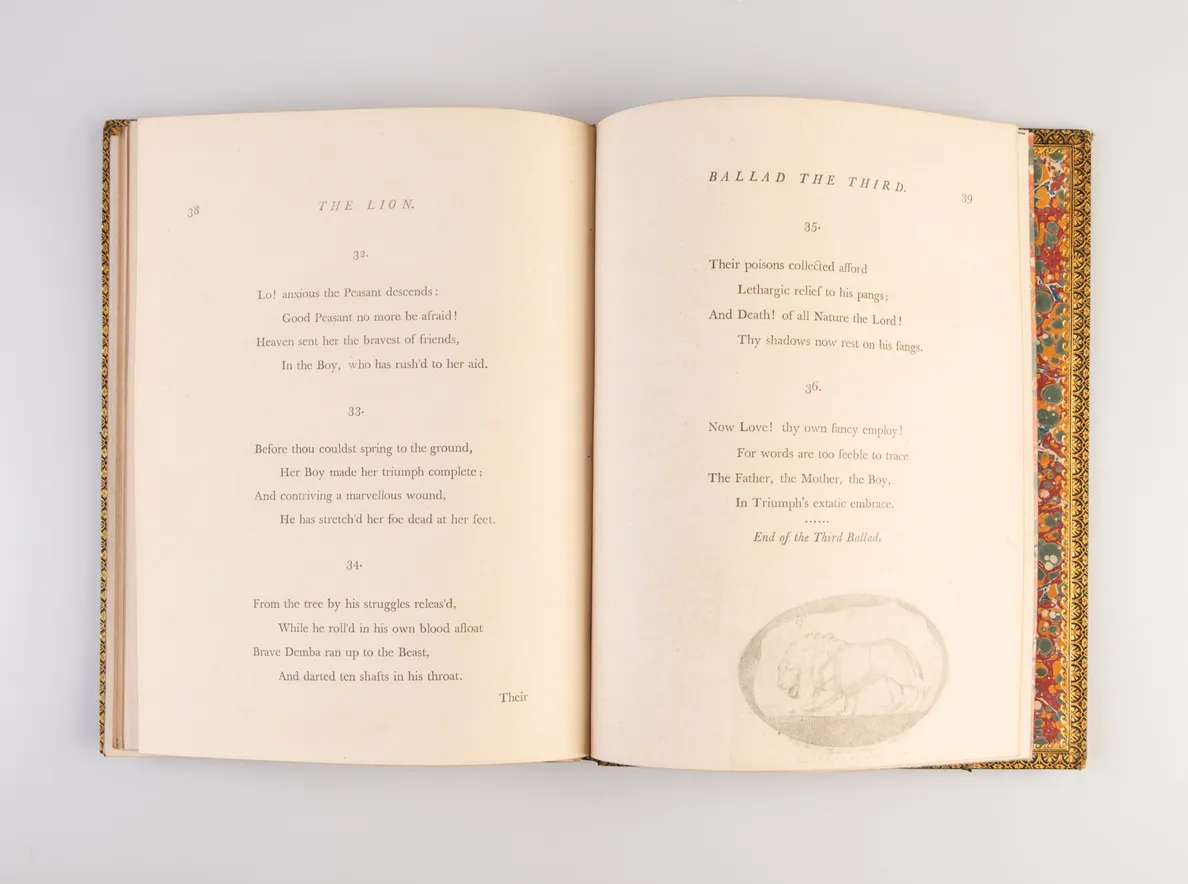 38
THE LION.
32.
Lo! anxious the Peasant descends:
Good Peasant no more be afraid!
Heaven sent her the bravest of friends,
In the Boy, who has rush'd to her aid.
33.
Before thou couldst spring to the ground,
Her Boy made her triumph complete;
And contriving a marvellous wound,
He has stretch'd her foe dead at her feet.
34.
From the tree by his struggles releas'd,
While he roll'd in his own blood afloat
Brave Demba ran up to the Beast,
And darted ten shafts in his throat.
Their
BALLAD THE THIRD.
39
35.
Their poisons collected afford
Lethargic relief to his pangs;
And Death! of all Nature the Lord!
Thy shadows now rest on his fangs.
36.
Now Love! thy own fancy employ!
For words are too feeble to trace
The Father, the Mother, the Boy,
In Triumph's extatic embrace.
......
End of the Third Ballad.